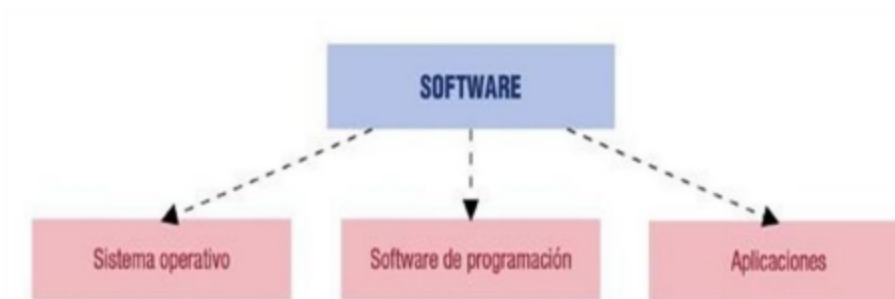 SOFTWARE
Sistema operativo
Software de programación
Aplicaciones